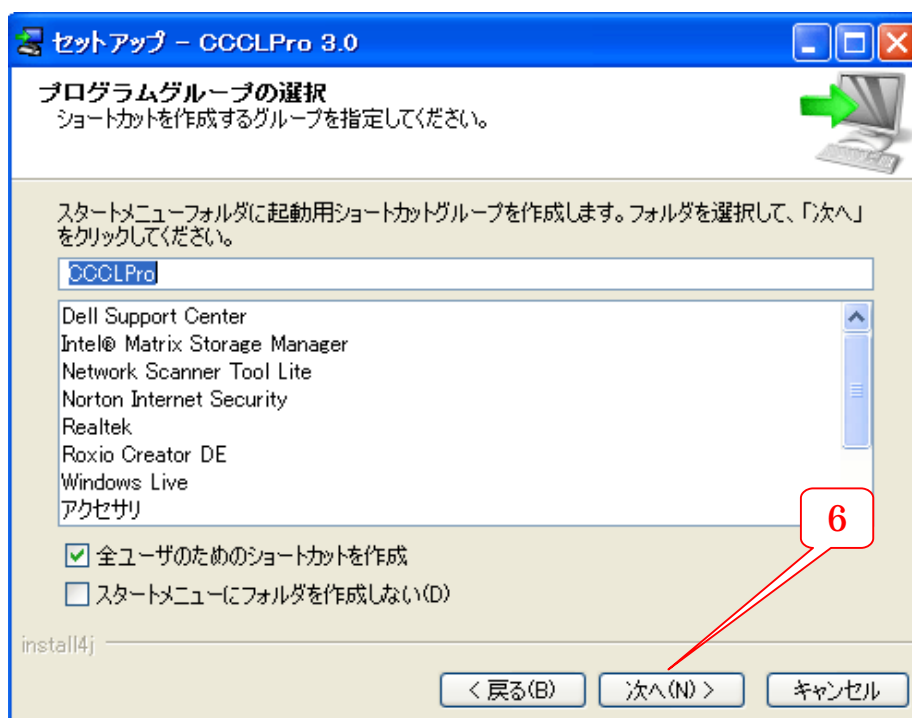 セットアップ - CCCLPro 3.0
プログラムグループの選択
ショートカットを作成するグループを指定してください。
スタートメニューフォルダに起動用ショートカットグループを作成します。フォルダを選択して、「次へ」
をクリックしてください。
CCCLPro
Dell Support Center
Intel® Matrix Storage Manager
Network Scanner Tool Lite
Norton Internet Security
Realtek
Roxio Creator DE
Windows Live
アクセサリ
6
全ユーザのためのショートカットを作成
スタートメニューにフォルダを作成しない(D)
install4j
< 戻る(B)
次へ(N) >
キャンセル